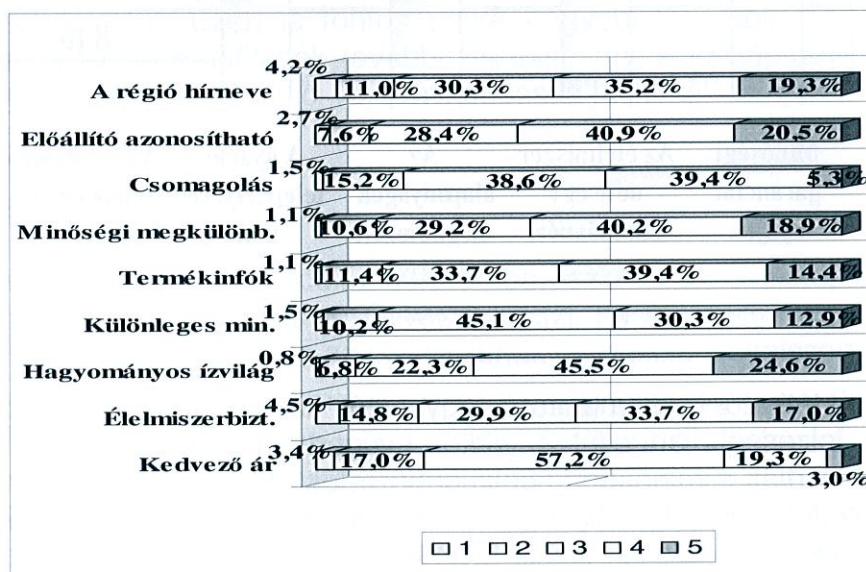 4,2%
A régió hírneve 11,0% 30,3% 35,2% 19,3%
2,7%
Előállító azonosítható 7,6% 28,4% 40,9% 20,5%
1,5%
Csomagolás 15,2% 38,6% 39,4% 5,3%
1,1%
Minőségi megkülönb. 10,6% 29,2% 40,2% 18,9%
1,1%
Termékinfók 11,4% 33,7% 39,4% 14,4%
1,5%
Különleges min. 10,2% 45,1% 30,3% 12,9%
0,8%
Hagyományos ízvilág 6,8% 22,3% 45,5% 24,6%
4,5%
Élelmiszerbizt. 14,8% 29,9% 33,7% 17,0%
3,4%
Kedvező ár 17,0% 57,2% 19,3%
3,0%
1 2 3 4 5